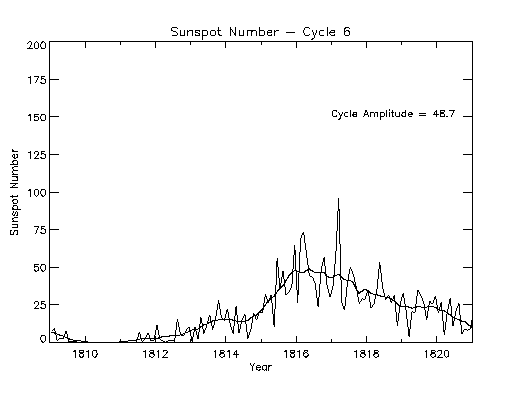 Sunspot Number — Cycle 6
200
175
150
125
100
75
50
25
0
Cycle Amplitude = 48.7
Sunspot Number
1810 1812 1814 1816 1818 1820
Year